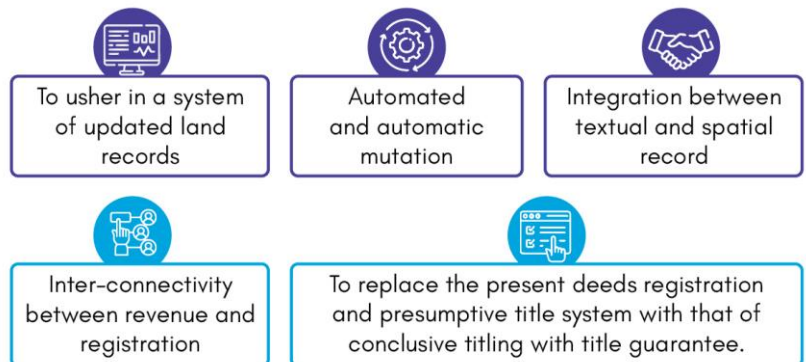 To usher in a system
of updated land
records
Automated
and automatic
mutation
Integration between
textual and spatial
record
Inter-connectivity
between revenue and
registration
To replace the present deeds registration
and presumptive title system with that of
conclusive titling with title guarantee.